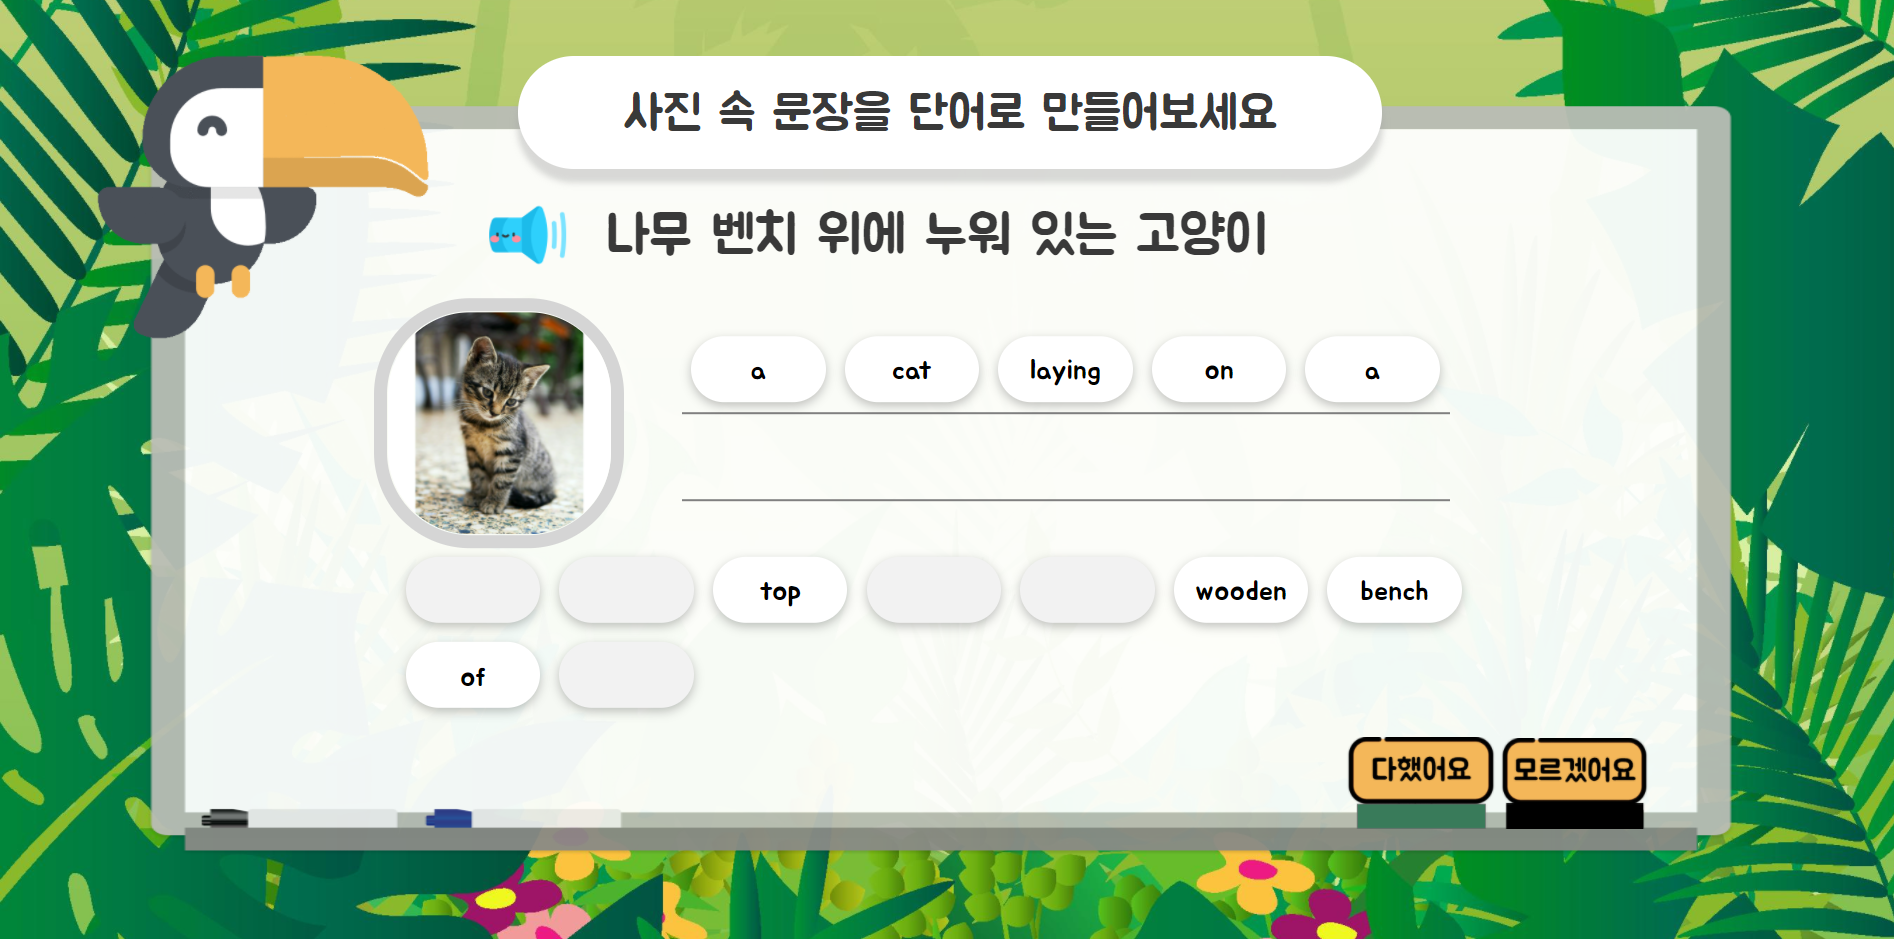 사진 속 문장을 단어로 만들어보세요
나무 벤치 위에 누워 있는 고양이
a cat laying on a
top wooden bench
of
다했어요 모르겠어요